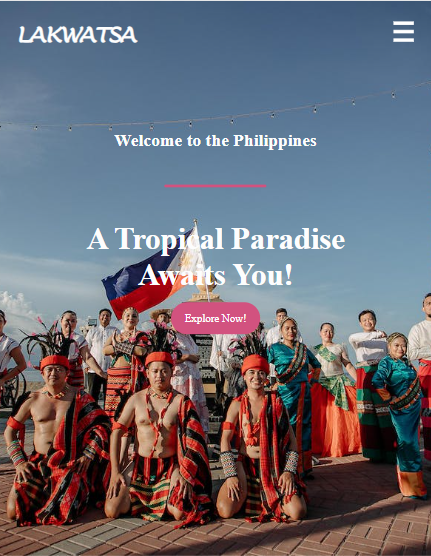 LAKWATSA
Welcome to the Philippines
A Tropical Paradise
Awaits You!
Explore Now!